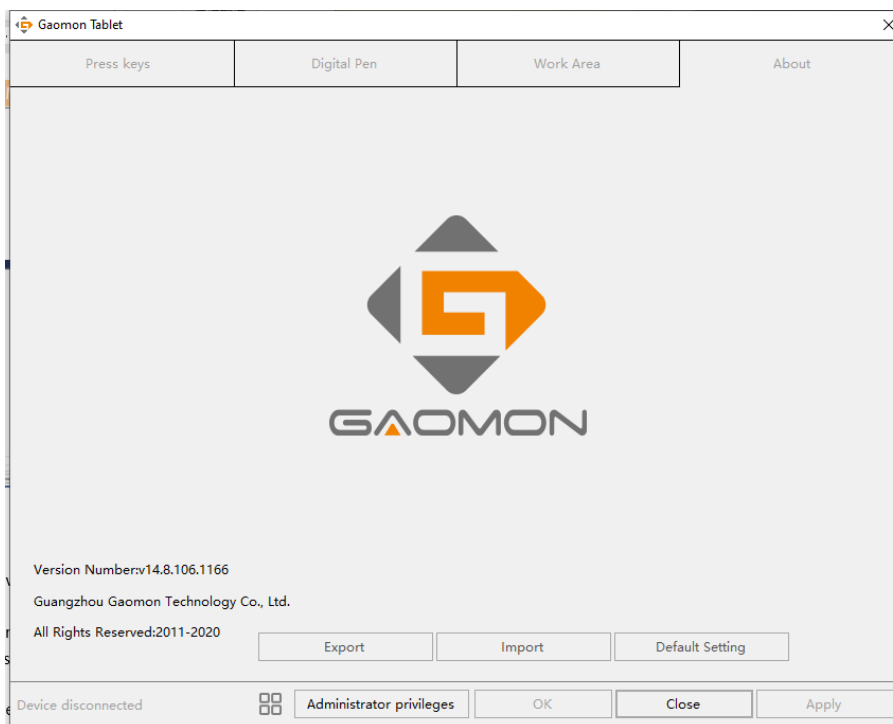 Gaomon Tablet
Press keys Digital Pen Work Area About
GAOMON
Version Number:v14.8.106.1166
Guangzhou Gaomon Technology Co., Ltd.
All Rights Reserved:2011-2020
Export Import Default Setting
Device disconnected Administrator privileges OK Close Apply